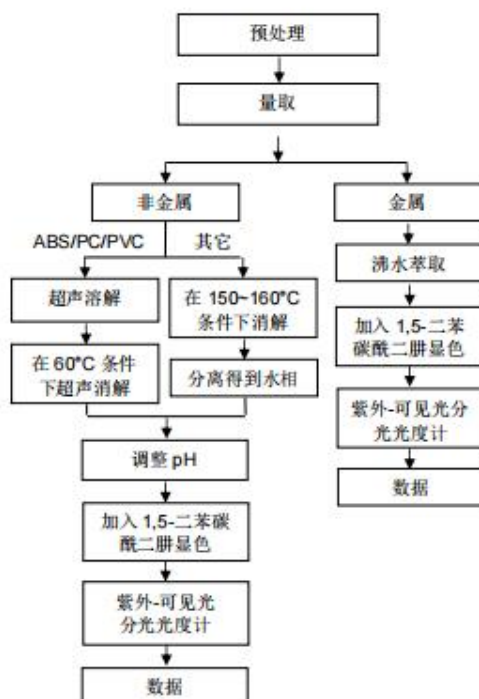 预处理
量取
非金属
金属
ABS/PC/PVC
其它
超声溶解
在 60°C 条件
下超声消解
在 150~160°C
条件下消解
分离得到水相
调整 pH
加入 1,5-二苯碳
酰二肼显色
紫外-可见光
分光光度计
数据
沸水萃取
加入 1,5-二苯
碳酰二肼显色
紫外-可见光分
光光度计
数据